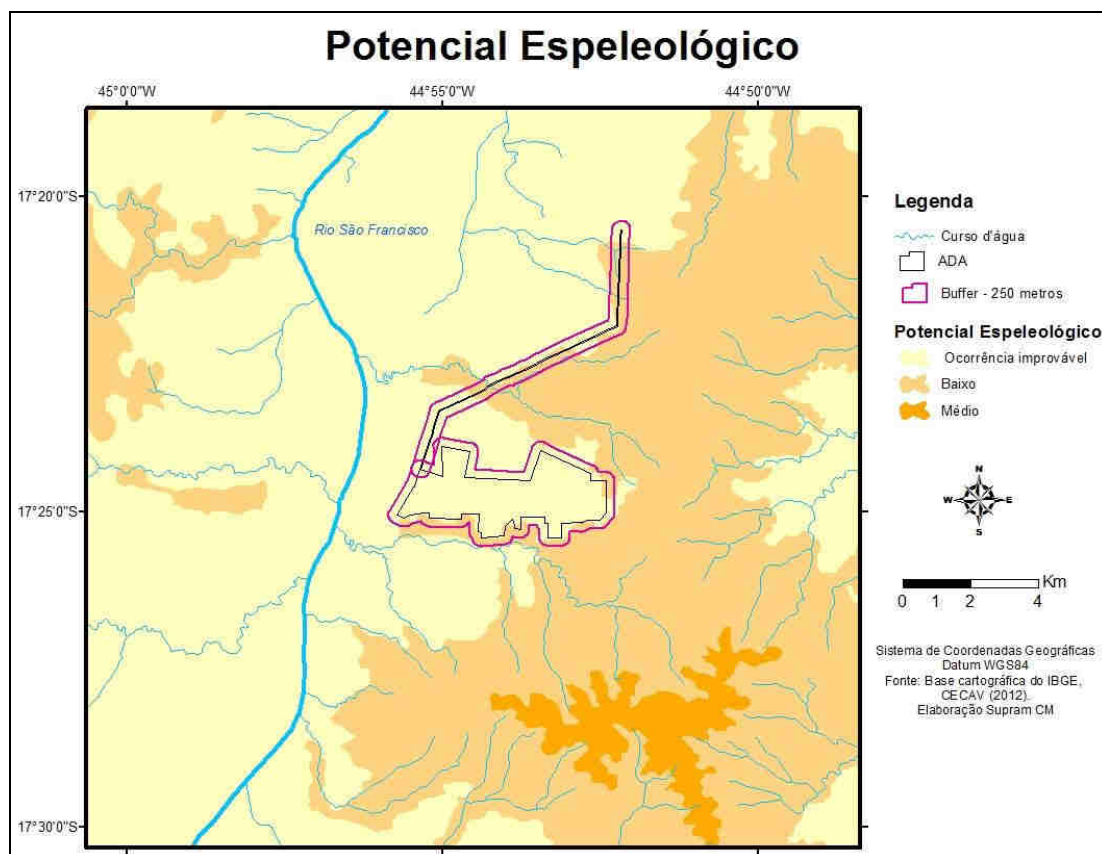 Potencial Espeleológico
45°0'0"W
44°55'0"W
44°50'0"W
17°20'0"S
17°25'0"S
17°30'0"S
Rio São Francisco
Legenda
Curso d'água
ADA
Buffer - 250 metros
Potencial Espeleológico
Ocorrência improvável
Baixo
Médio
N
W
E
S
Km
0 1 2 4
Sistema de Coordenadas Geográficas
Datum WGS84
Fonte: Base cartográfica do IBGE,
CECAV (2012).
Elaboração Supram CM